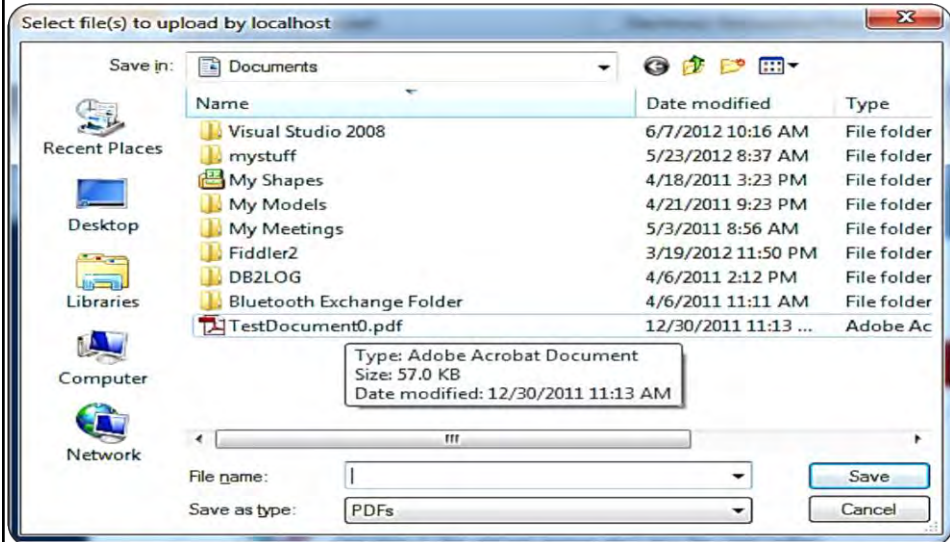 Select file(s) to upload by localhost
Save in: Documents
Name Date modified Type
Visual Studio 2008 6/7/2012 10:16 AM File folder
mystuff 5/23/2012 8:37 AM File folder
My Shapes 4/18/2011 3:23 PM File folder
My Models 4/21/2011 9:23 PM File folder
My Meetings 5/3/2011 8:56 AM File folder
Fiddler2 3/19/2012 11:50 PM File folder
DB2LOG 4/6/2011 2:12 PM File folder
Bluetooth Exchange Folder 4/6/2011 11:11 AM File folder
TestDocument0.pdf 12/30/2011 11:13 ... Adobe Ac
Type: Adobe Acrobat Document
Size: 57.0 KB
Date modified: 12/30/2011 11:13 AM
Recent Places
Desktop
Libraries
Computer
Network
File name: Save
Save as type: PDFs Cancel